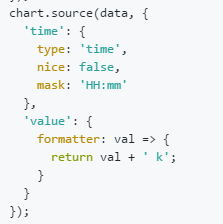 chart.source(data, {
  'time': {
    type: 'time',
    nice: false,
    mask: 'HH:mm'
  },
  'value': {
    formatter: val => {
      return val + ' k';
    }
  }
});